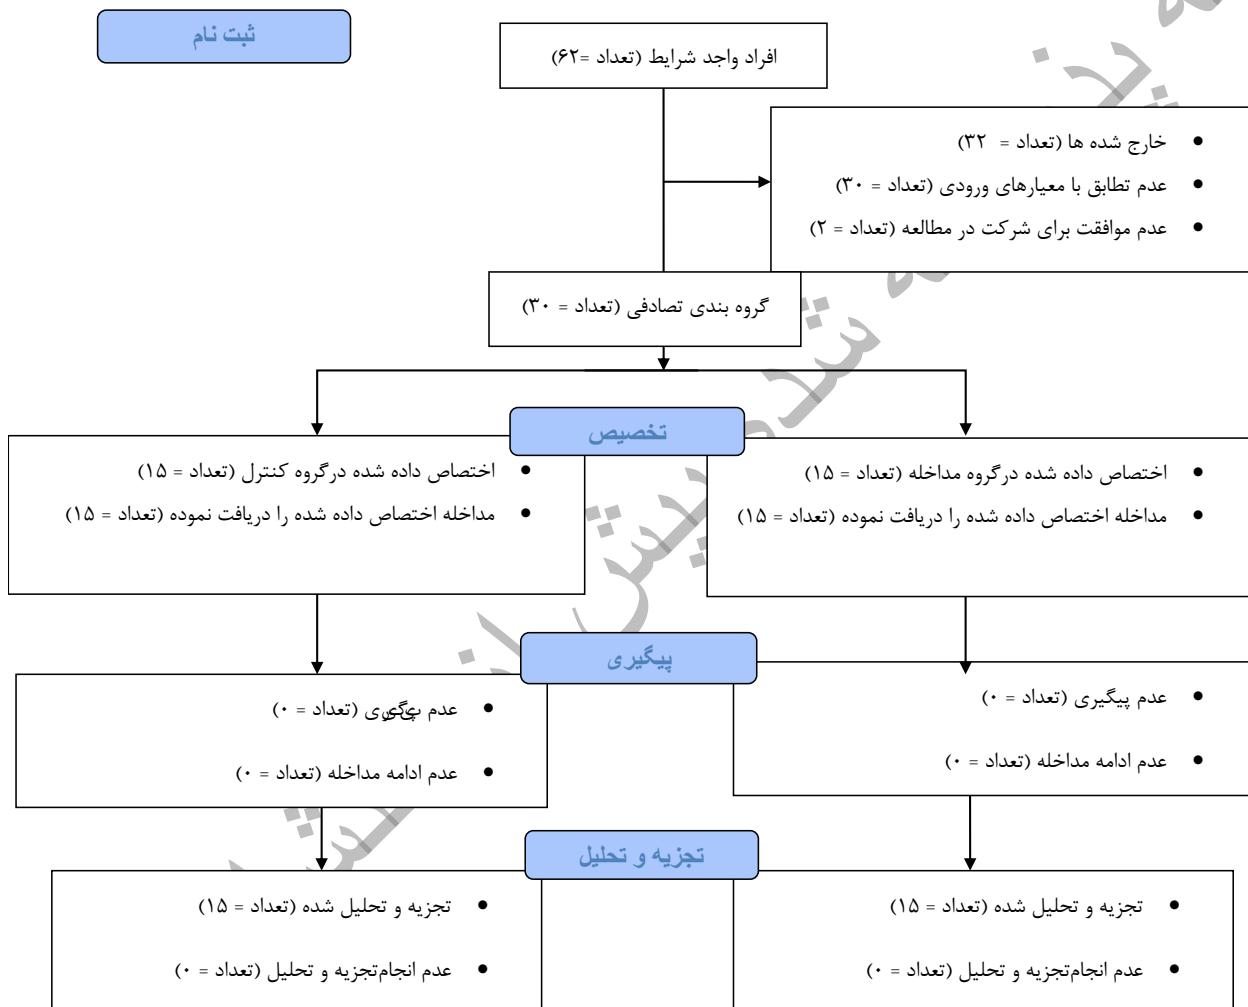 ثبت نام
افراد واجد شرایط (تعداد =۶۲)
خارج شده ها (تعداد = ۳۲)
عدم تطابق با معیارهای ورودی (تعداد = ۳۰)
عدم موافقت برای شرکت در مطالعه (تعداد = ۲)
گروه بندی تصادفی (تعداد = ۳۰)
تخصیص
اختصاص داده شده درگروه مداخله (تعداد = ۱۵)
مداخله اختصاص داده شده را دریافت نموده (تعداد = ۱۵)
اختصاص داده شده درگروه کنترل (تعداد = ۱۵)
مداخله اختصاص داده شده را دریافت نموده (تعداد = ۱۵)
پیگیری
عدم پیگیری (تعداد = ۰)
عدم ادامه مداخله (تعداد = ۰)
عدم پیگیری (تعداد = ۰)
عدم ادامه مداخله (تعداد = ۰)
تجزیه و تحلیل
تجزیه و تحلیل شده (تعداد = ۱۵)
عدم انجام‌تجزیه و تحلیل (تعداد = ۰)
تجزیه و تحلیل شده (تعداد = ۱۵)
عدم انجام‌تجزیه و تحلیل (تعداد = ۰)
شده پیش از